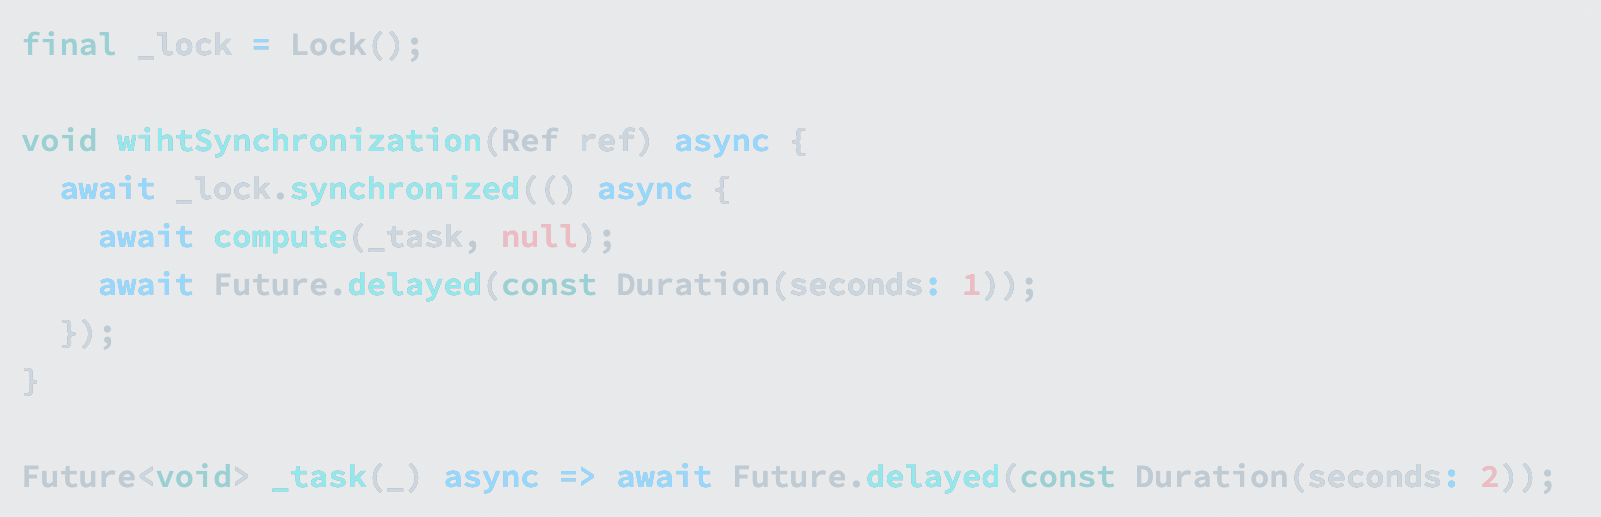 final _lock = Lock();
void wihtSynchronization(Ref ref) async {
await _lock.synchronized(() async {
await compute(_task, null);
await Future.delayed(const Duration(seconds: 1));
});
}
Future<void> _task(_) async => await Future.delayed(const Duration(seconds: 2));